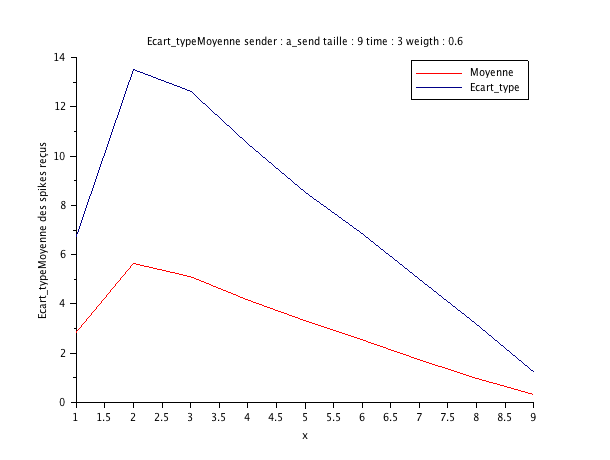 Ecart_typeMoyenne sender : a_send taille : 9 time : 3 weigth : 0.6
Moyenne
Ecart_type
Ecart_typeMoyenne des spikes reçus
14
12
10
8
6
4
2
0
1 1.5 2 2.5 3 3.5 4 4.5 5 5.5 6 6.5 7 7.5 8 8.5 9
x